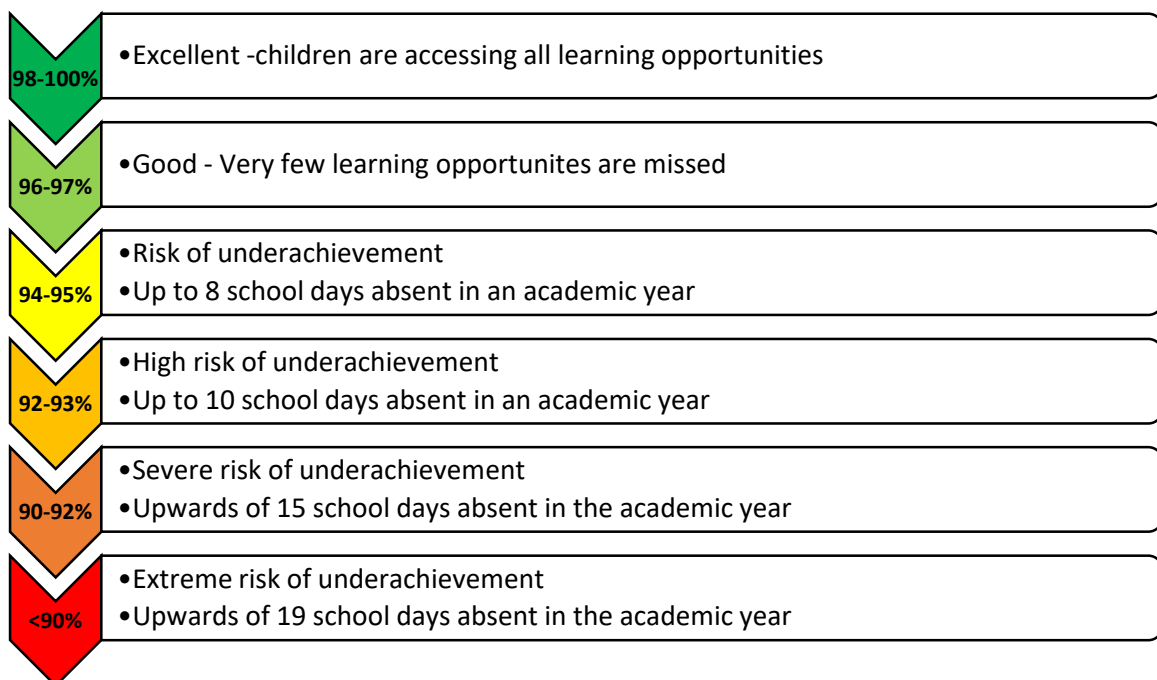 98-100%
•Excellent -children are accessing all learning opportunities
96-97%
•Good - Very few learning opportunites are missed
94-95%
•Risk of underachievement
•Up to 8 school days absent in an academic year
92-93%
•High risk of underachievement
•Up to 10 school days absent in an academic year
90-92%
•Severe risk of underachievement
•Upwards of 15 school days absent in the academic year
<90%
•Extreme risk of underachievement
•Upwards of 19 school days absent in the academic year